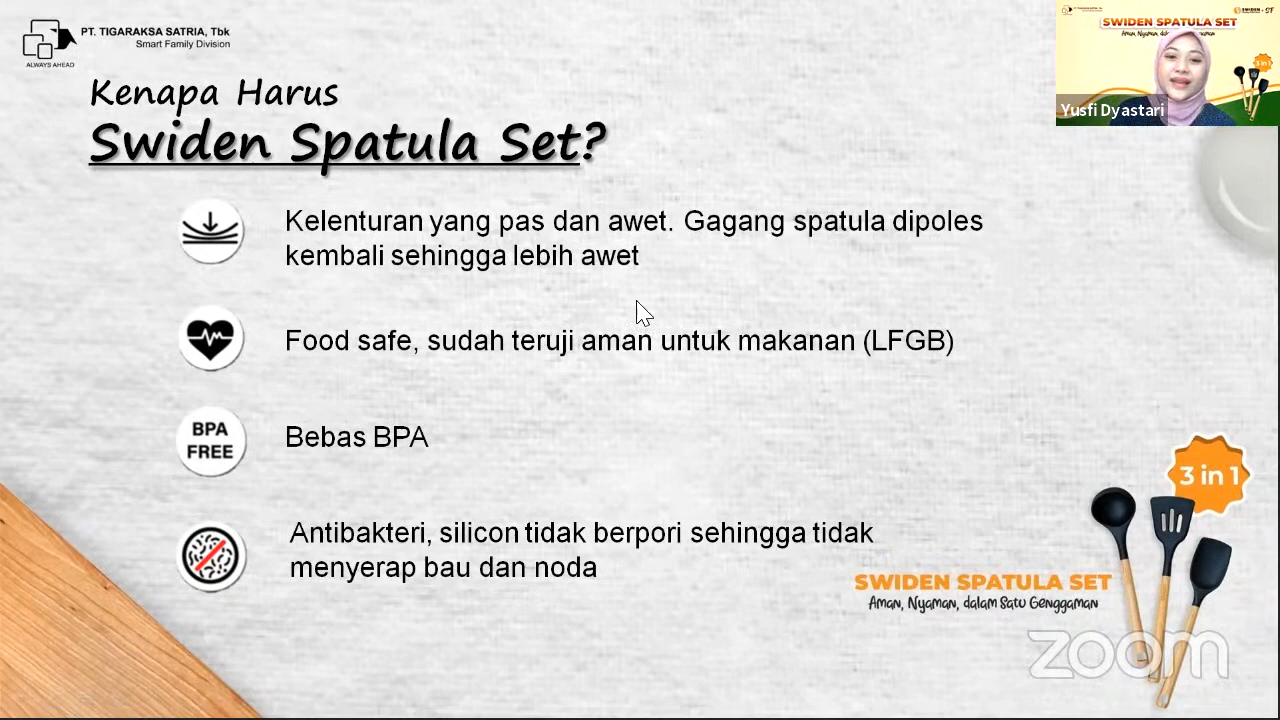 PT. TIGARAKSA SATRIA, Tbk
Smart Family Division
ALWAYS AHEAD
Kenapa Harus
Swiden Spatula Set?
Kelenturan yang pas dan awet. Gagang spatula dipoles
kembali sehingga lebih awet
Food safe, sudah teruji aman untuk makanan (LFGB)
BPA
FREE
Bebas BPA
Antibakteri, silicon tidak berpori sehingga tidak
menyerap bau dan noda
3 in 1
SWIDEN SPATULA SET
Aman, Nyaman, dalam Satu Genggaman
zoom
SWIDEN SPATULA SET
3 in 1
Yusfi Dyastari